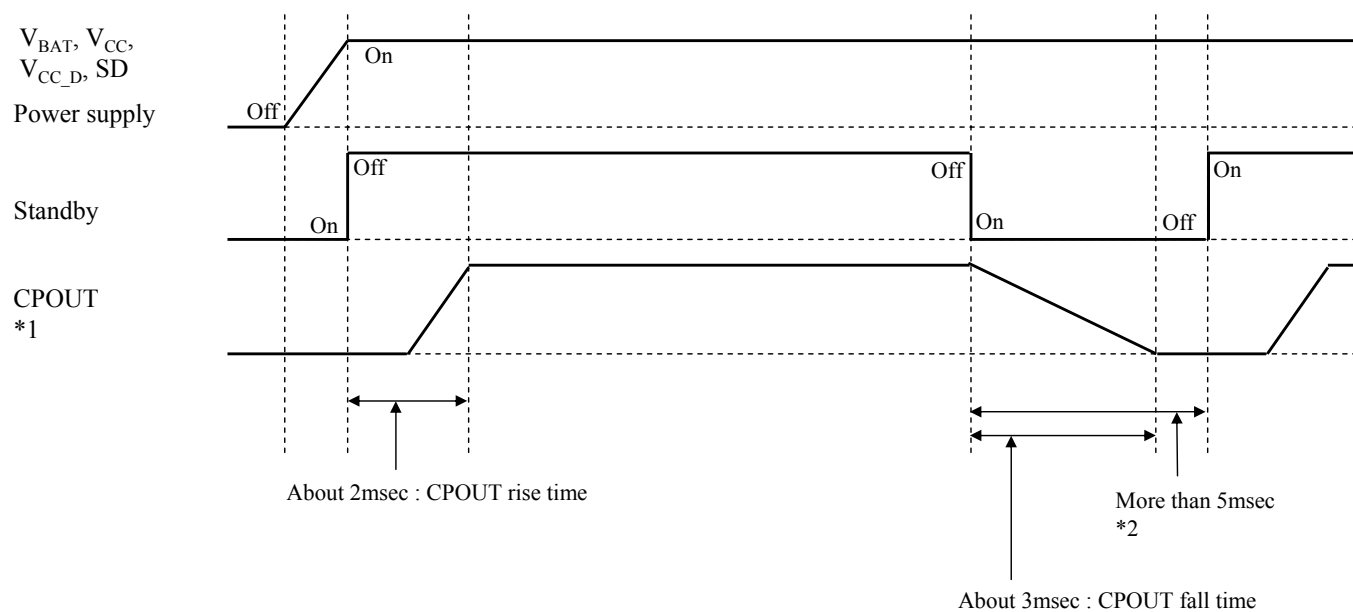 V_BAT, V_CC,
V_CC_D, SD
Power supply
Off
On
Standby
On
Off
Off
On
Off
On
CPOUT
*1
About 2msec : CPOUT rise time
More than 5msec
*2
About 3msec : CPOUT fall time